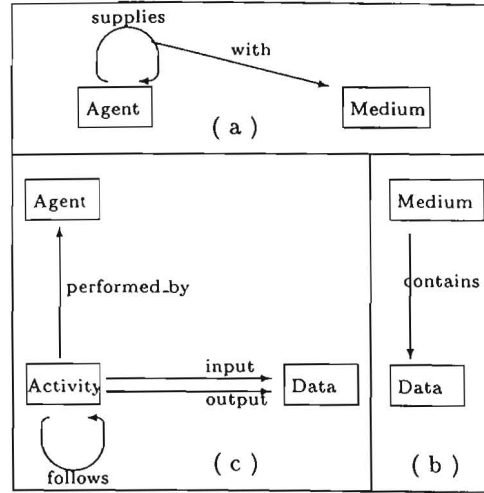 supplies
with
Agent
Medium
( a )
Agent
performed_by
Activity
input
output
Data
follows
( c )
Medium
contains
Data
( b )